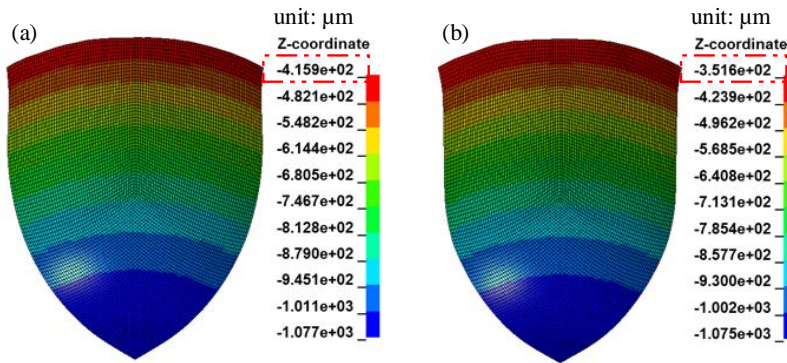 (a)
unit: µm
Z-coordinate
-4.159e+02
-4.821e+02
-5.482e+02
-6.144e+02
-6.805e+02
-7.467e+02
-8.128e+02
-8.790e+02
-9.451e+02
-1.011e+03
-1.077e+03
(b)
unit: µm
Z-coordinate
-3.516e+02
-4.239e+02
-4.962e+02
-5.685e+02
-6.408e+02
-7.131e+02
-7.854e+02
-8.577e+02
-9.300e+02
-1.002e+03
-1.075e+03